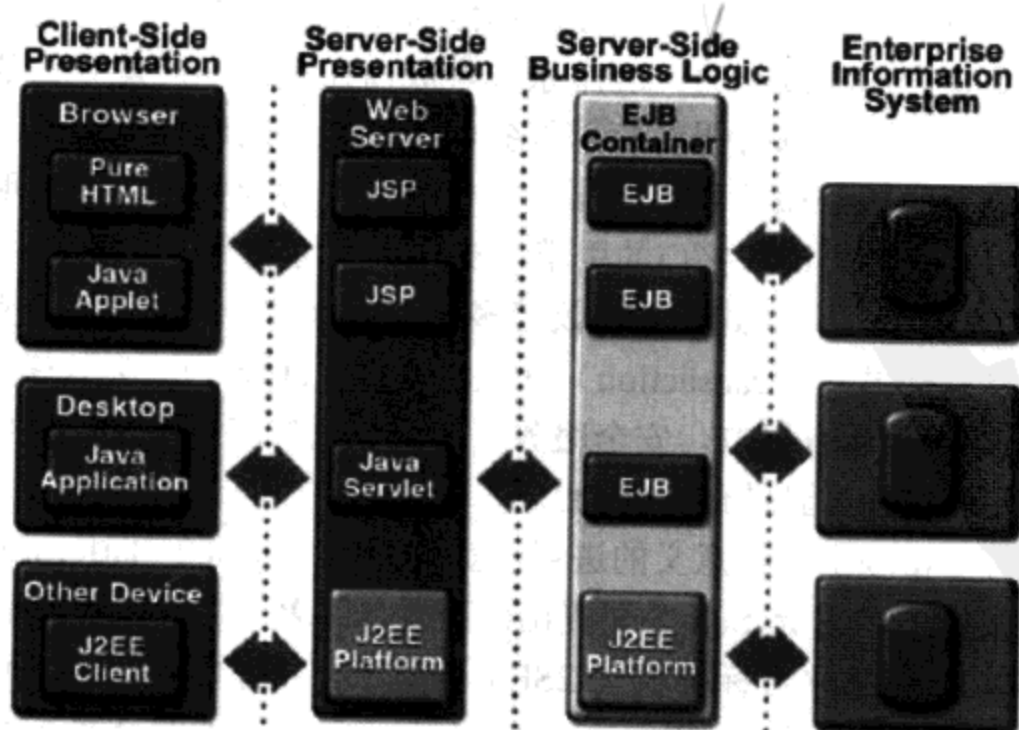 Client-Side
Presentation
Server-Side
Presentation
Server-Side
Business Logic
Enterprise
Information
System
Browser
Pure
HTML
Java
Applet
Desktop
Java
Application
Other Device
J2EE
Client
Web
Server
JSP
JSP
Java
Servlet
J2EE
Platform
EJB
Container
EJB
EJB
EJB
J2EE
Platform